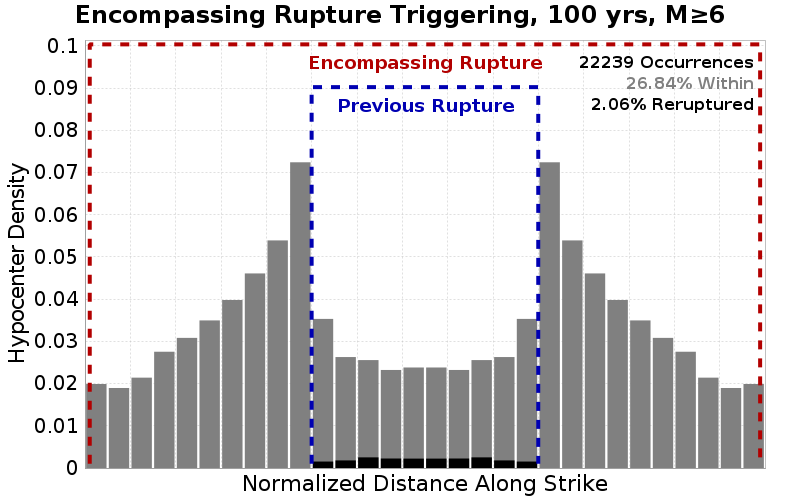 Encompassing Rupture Triggering, 100 yrs, M≥6
Encompassing Rupture
22239 Occurrences
26.84% Within
2.06% Reruptured
Previous Rupture
Hypocenter Density
0.1
0.09
0.08
0.07
0.06
0.05
0.04
0.03
0.02
0.01
0
Normalized Distance Along Strike